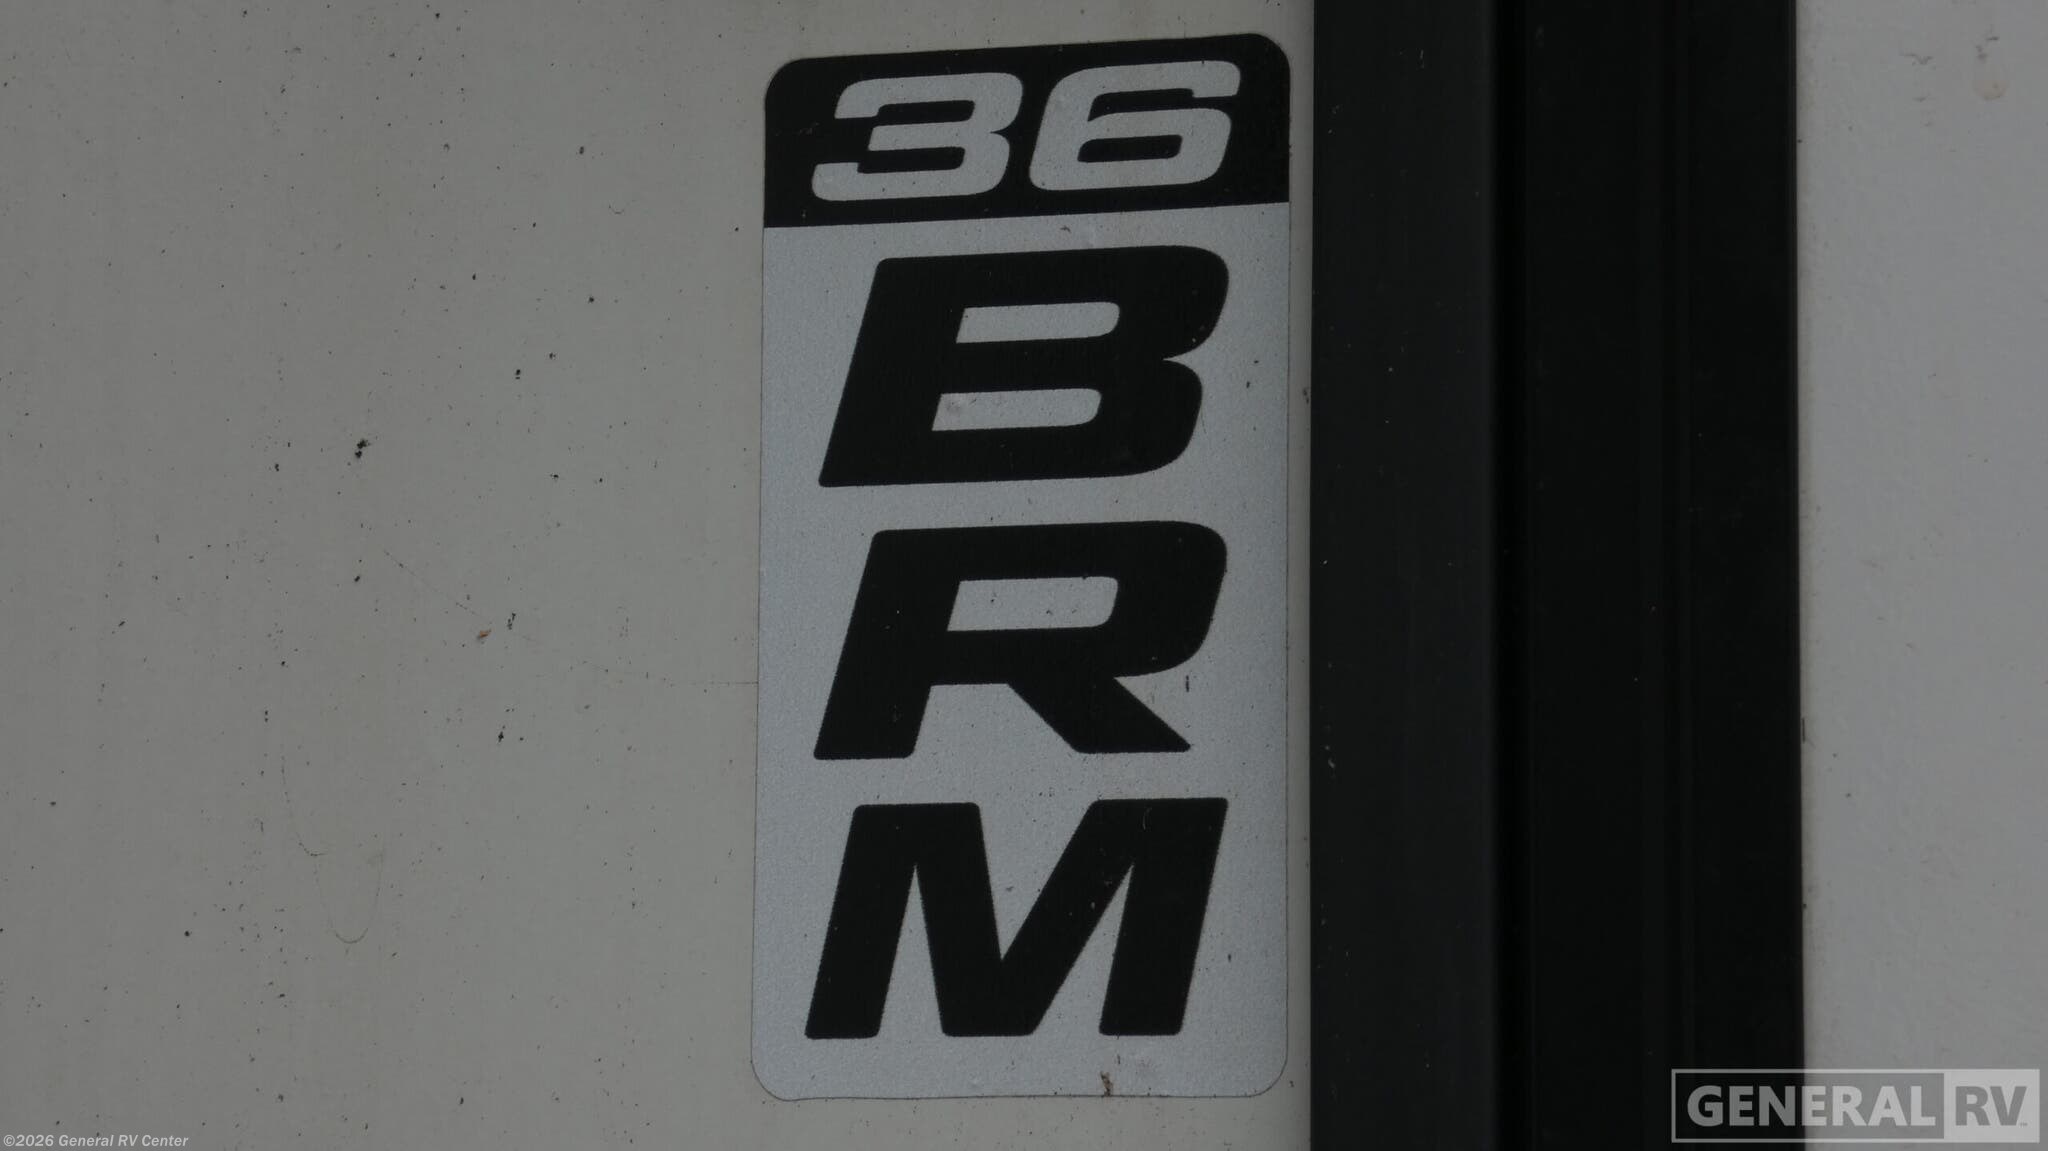 36
B
R
M
GENERAL RV
©2026 General RV Center